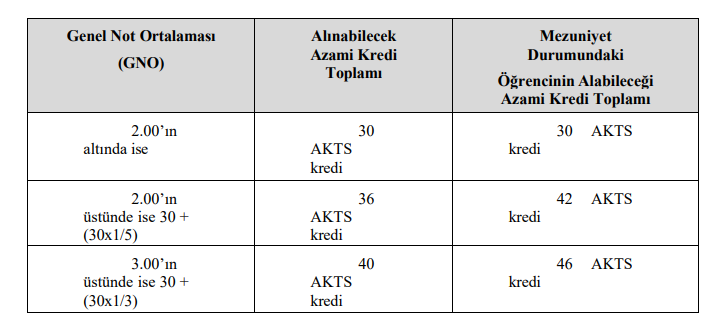 Genel Not Ortalaması
(GNO)
Alınabilecek
Azami Kredi
Toplamı
Mezuniyet
Durumundaki
Öğrencinin Alabileceği
Azami Kredi Toplamı
2.00’ın
altında ise
30
AKTS
kredi
30 AKTS
kredi
2.00’ın
üstünde ise 30 +
(30x1/5)
36
AKTS
kredi
42 AKTS
kredi
3.00’ın
üstünde ise 30 +
(30x1/3)
40
AKTS
kredi
46 AKTS
kredi